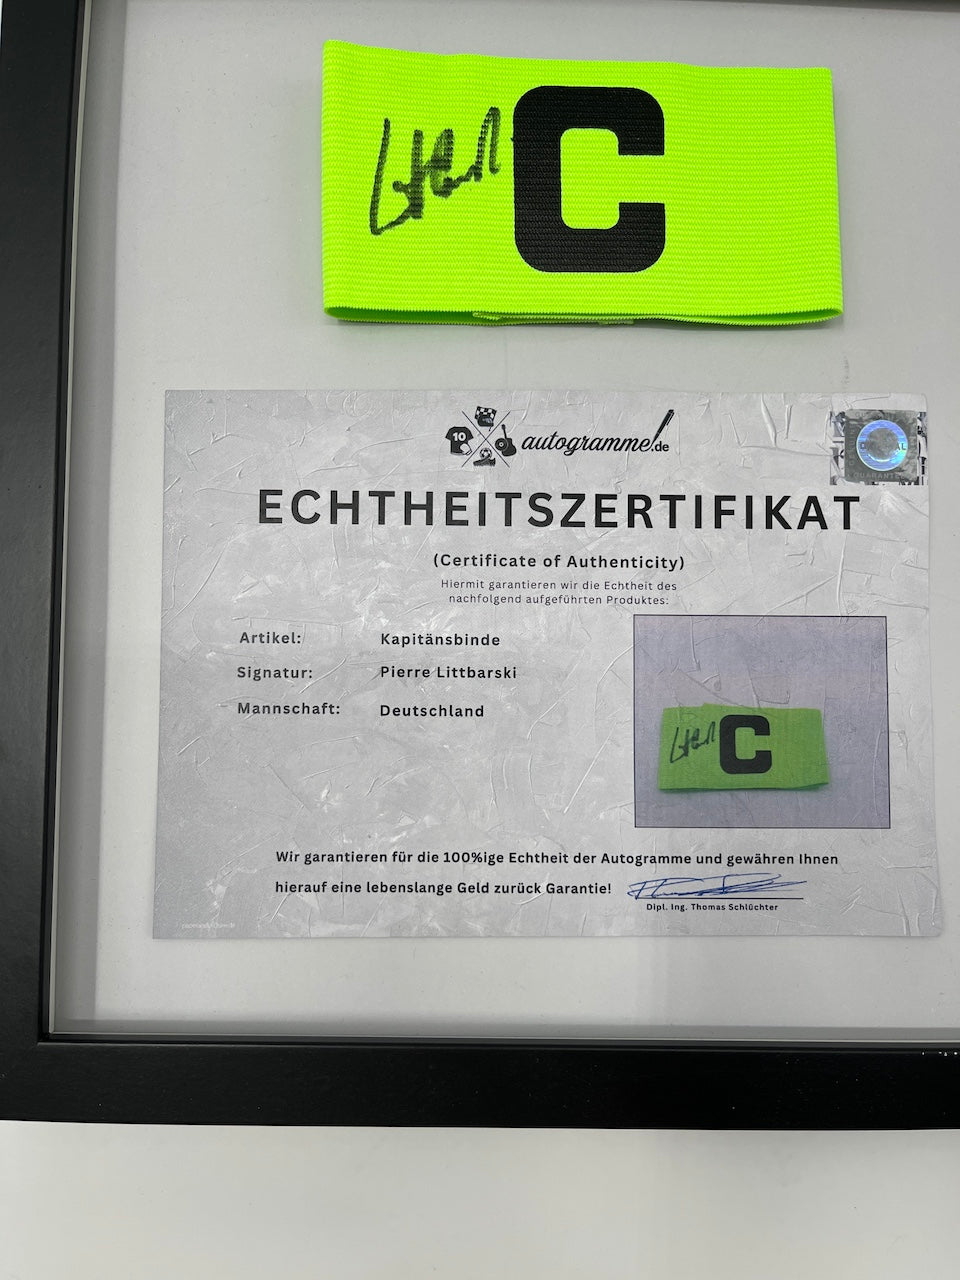 C
10
autogramme!.de
ECHTHEITSZERTIFIKAT
(Certificate of Authenticity)
Hiermit garantieren wir die Echtheit des
nachfolgend aufgeführten Produktes:
Artikel: Kapitänsbinde
Signatur: Pierre Littbarski
Mannschaft: Deutschland
C
Wir garantieren für die 100%ige Echtheit der Autogramme und gewähren Ihnen
hierauf eine lebenslange Geld zurück Garantie!
Dipl. Ing. Thomas Schlüchter